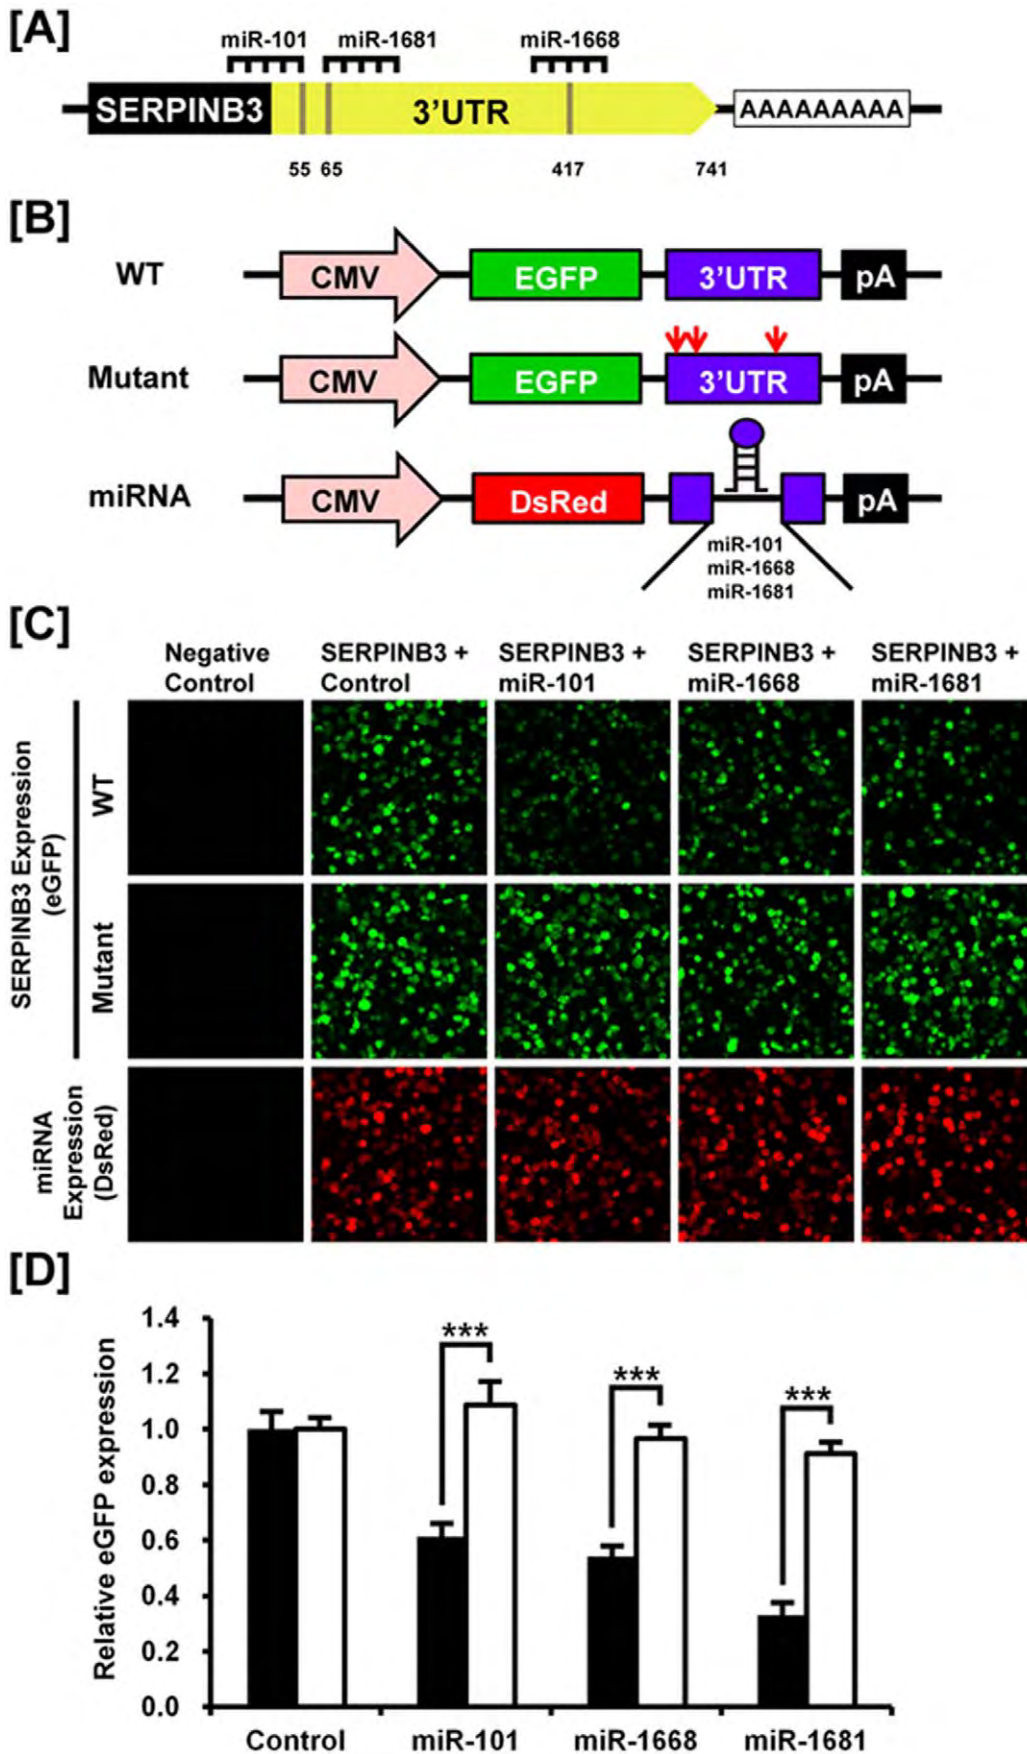 [A]
miR-101 miR-1681 miR-1668
SERPINB3 3’UTR AAAAAAAAA
55 65 417 741
[B]
WT CMV EGFP 3’UTR pA
Mutant CMV EGFP 3’UTR pA
miRNA CMV DsRed pA
miR-101
miR-1668
miR-1681
[C]
Negative Control
SERPINB3 + Control
SERPINB3 + miR-101
SERPINB3 + miR-1668
SERPINB3 + miR-1681
SERPINB3 Expression
(eGFP)
WT
Mutant
miRNA
Expression
(DsRed)
[D]
Relative eGFP expression
1.4
1.2
1.0
0.8
0.6
0.4
0.2
0.0
***
***
***
Control miR-101 miR-1668 miR-1681